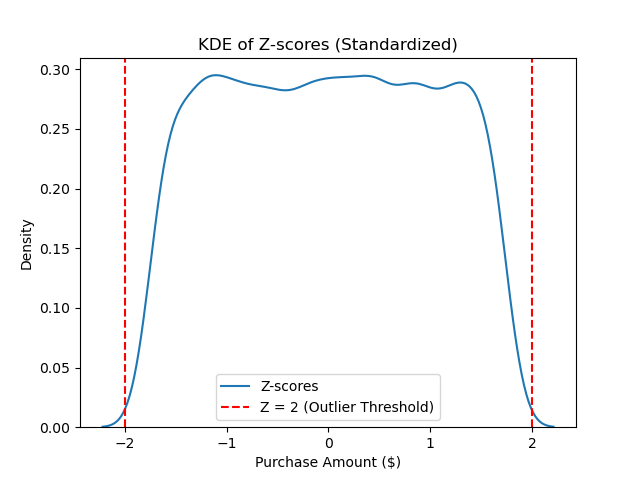 KDE of Z-scores (Standardized)
0.30
0.25
0.20
0.15
0.10
0.05
0.00
Density
Z-scores
Z = 2 (Outlier Threshold)
−2
−1
0
1
2
Purchase Amount ($)